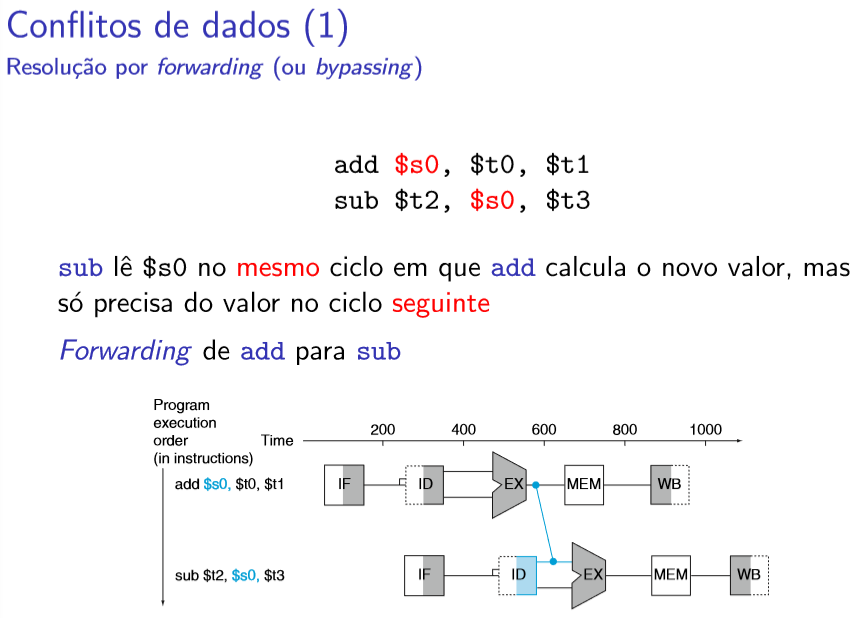 Conflitos de dados (1)
Resolução por forwarding (ou bypassing)
add $s0, $t0, $t1
sub $t2, $s0, $t3
sub lê $s0 no mesmo ciclo em que add calcula o novo valor, mas
só precisa do valor no ciclo seguinte
Forwarding de add para sub
Program
execution
order
(in instructions)
Time
200 400 600 800 1000
add $s0, $t0, $t1
IF ID EX MEM WB
sub $t2, $s0, $t3
IF ID EX MEM WB